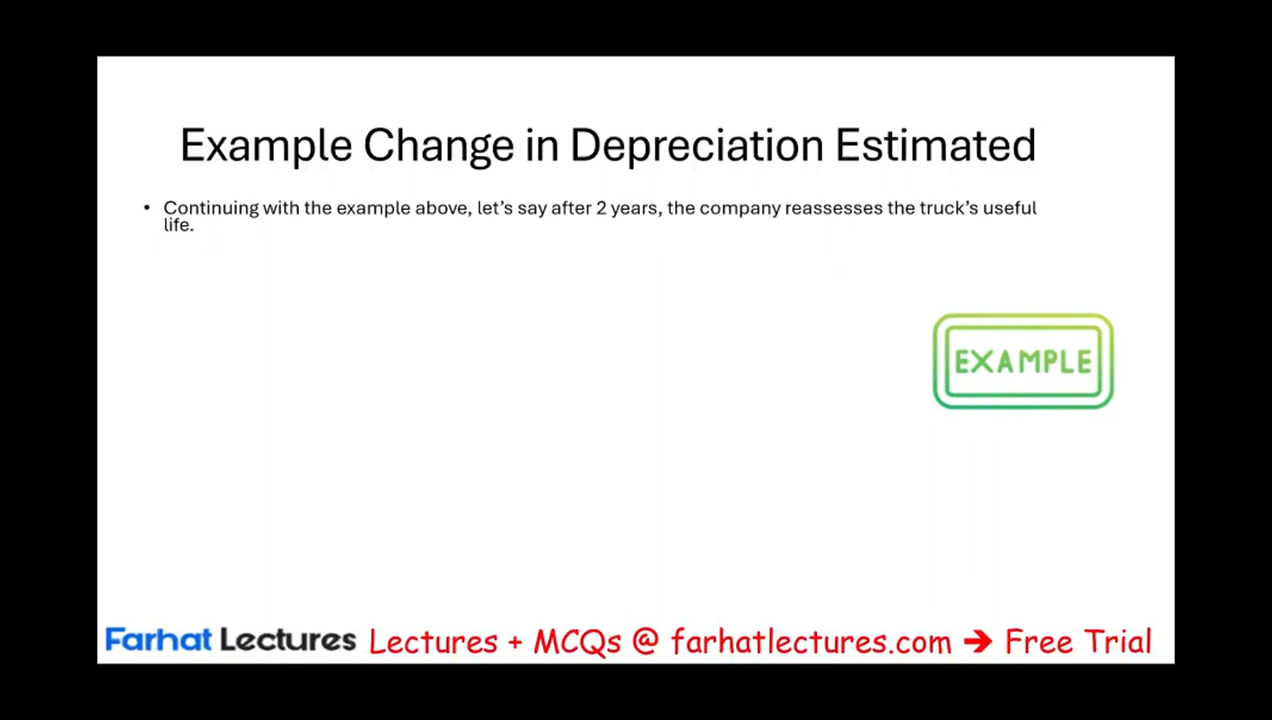 Example Change in Depreciation Estimated
• Continuing with the example above, let’s say after 2 years, the company reassesses the truck’s useful
life.
EXAMPLE
Farhat Lectures Lectures + MCQs @ farhatlectures.com → Free Trial